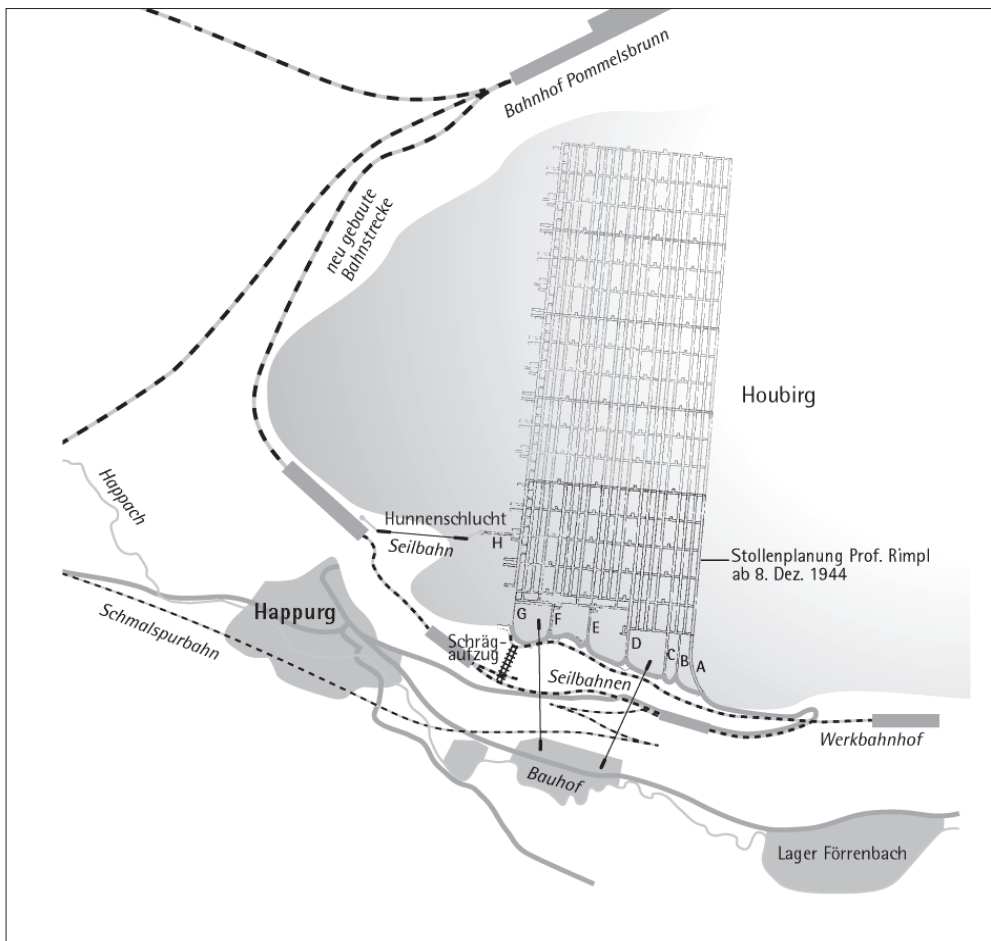 Bahnhof Pommelsbrunn
neu gebaute
Bahnstrecke
Houbirg
Happach
Hunnenschlucht
Seilbahn
H
Stollenplanung Prof. Rimpl
ab 8. Dez. 1944
Schmalspurbahn
Happurg
G
F
E
D
C
B
A
Schräg-
aufzug
Seilbahnen
Werkbahnhof
Bauhof
Lager Förrenbach